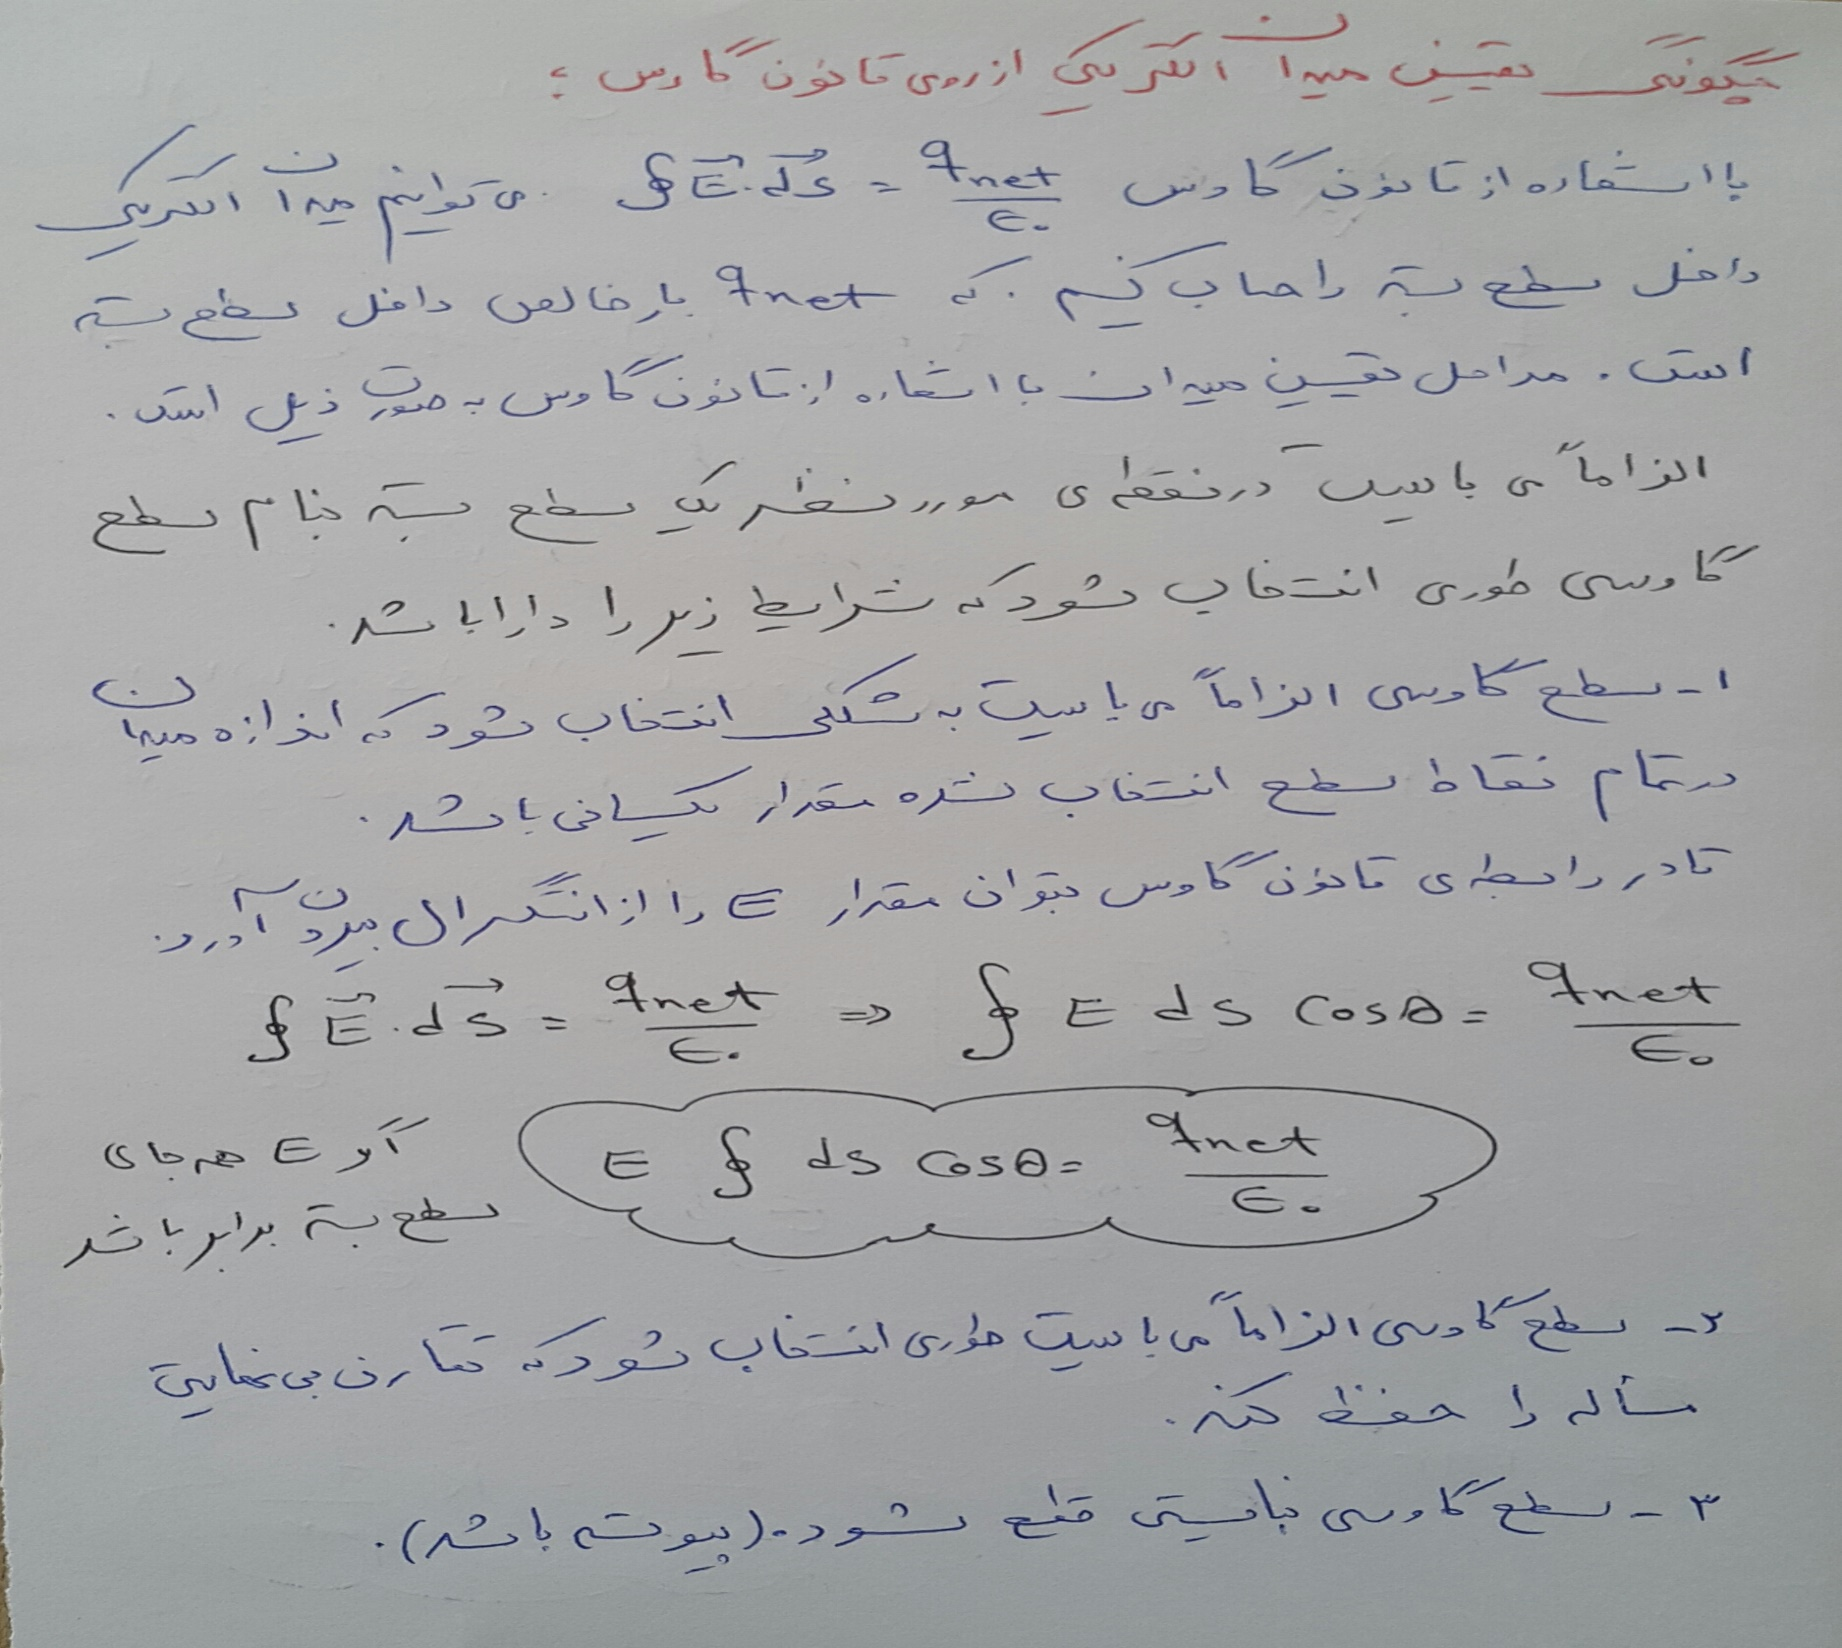 چگونگی تعیین میدان الکتریکی از روی قانون گاوس :
با استفاده از قانون گاوس ∮E⃗.dS⃗ = qnet/ε₀ می توانیم میدان الکتریکی
داخل سطح بسته را حساب کنیم . که qnet بار خالص داخل سطح بسته
است . مراحل تعیین میدان با استفاده از قانون گاوس به صورت ذیل است .
الزاماً می بایست در نقطه ی مورد نظر یک سطح بسته بنام سطح
گاوسی طوری انتخاب شود که شرایط زیر را دارا باشد .
۱- سطح گاوسی الزاماً می بایست به شکلی انتخاب شود که اندازه میدان
در تمام نقاط سطح انتخاب شده مقدار یکسانی باشد .
تا در رابطه ی قانون گاوس بتوان مقدار E را از انتگرال بیرون آورد .
∮E⃗.dS⃗ = qnet/ε₀ ⇒ ∮ E dS Cosθ = qnet/ε₀
E ∮ dS Cosθ = qnet/ε₀
اگر E همه جای
سطح بسته برابر باشد
۲- سطح گاوسی الزاماً می بایست طوری انتخاب شود که تقارن بی نهایت
مسأله را حفظ کند .
۳- سطح گاوسی نبایستی قطع شود . (پیوسته باشد) .